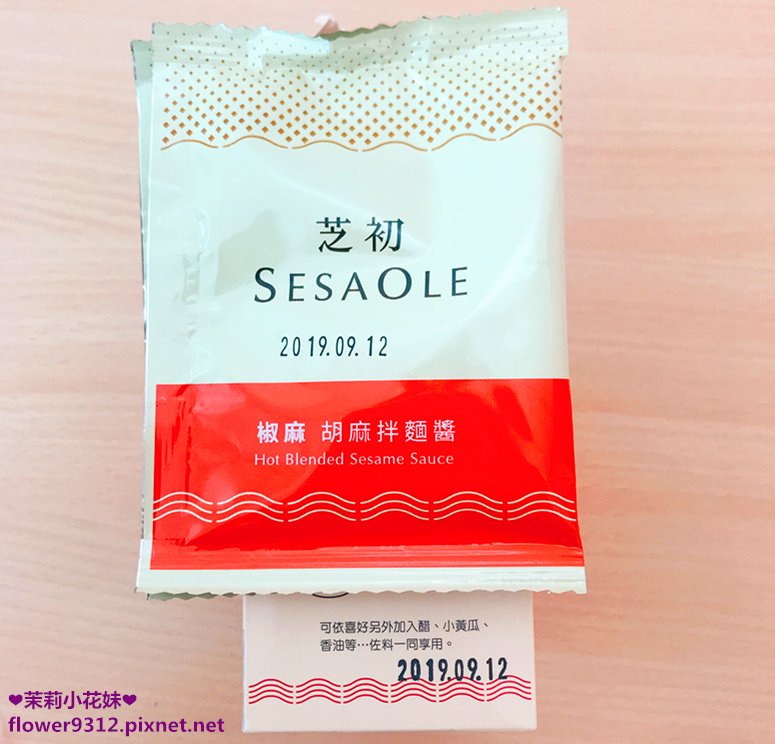 芝初
SESAOLE
2019.09.12
椒麻 胡麻拌麵醬
Hot Blended Sesame Sauce
可依喜好另外加入醋、小黃瓜、
香油等…佐料一同享用。
2019.09.12
❤茉莉小花妹❤
flower9312.pixnet.net